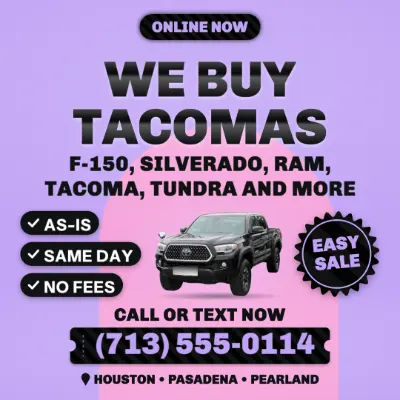 ONLINE NOW
WE BUY
TACOMAS
F-150, SILVERADO, RAM,
TACOMA, TUNDRA AND MORE
AS-IS
SAME DAY
NO FEES
EASY
SALE
CALL OR TEXT NOW
(713) 555-0114
HOUSTON • PASADENA • PEARLAND